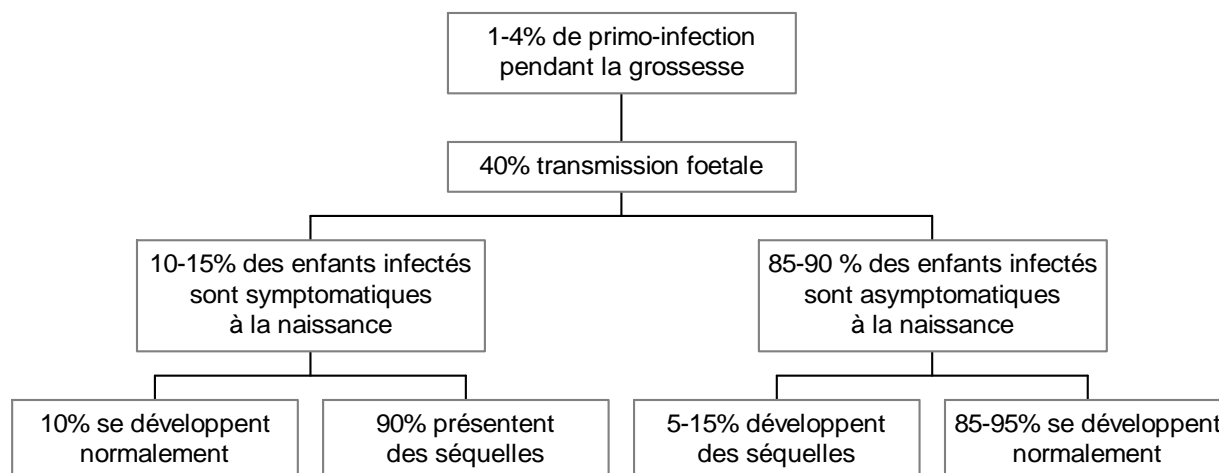 1-4% de primo-infection
pendant la grossesse
40% transmission foetale
10-15% des enfants infectés
sont symptomatiques
à la naissance
85-90 % des enfants infectés
sont asymptomatiques
à la naissance
10% se développent
normalement
90% présentent
des séquelles
5-15% développent
des séquelles
85-95% se développent
normalement